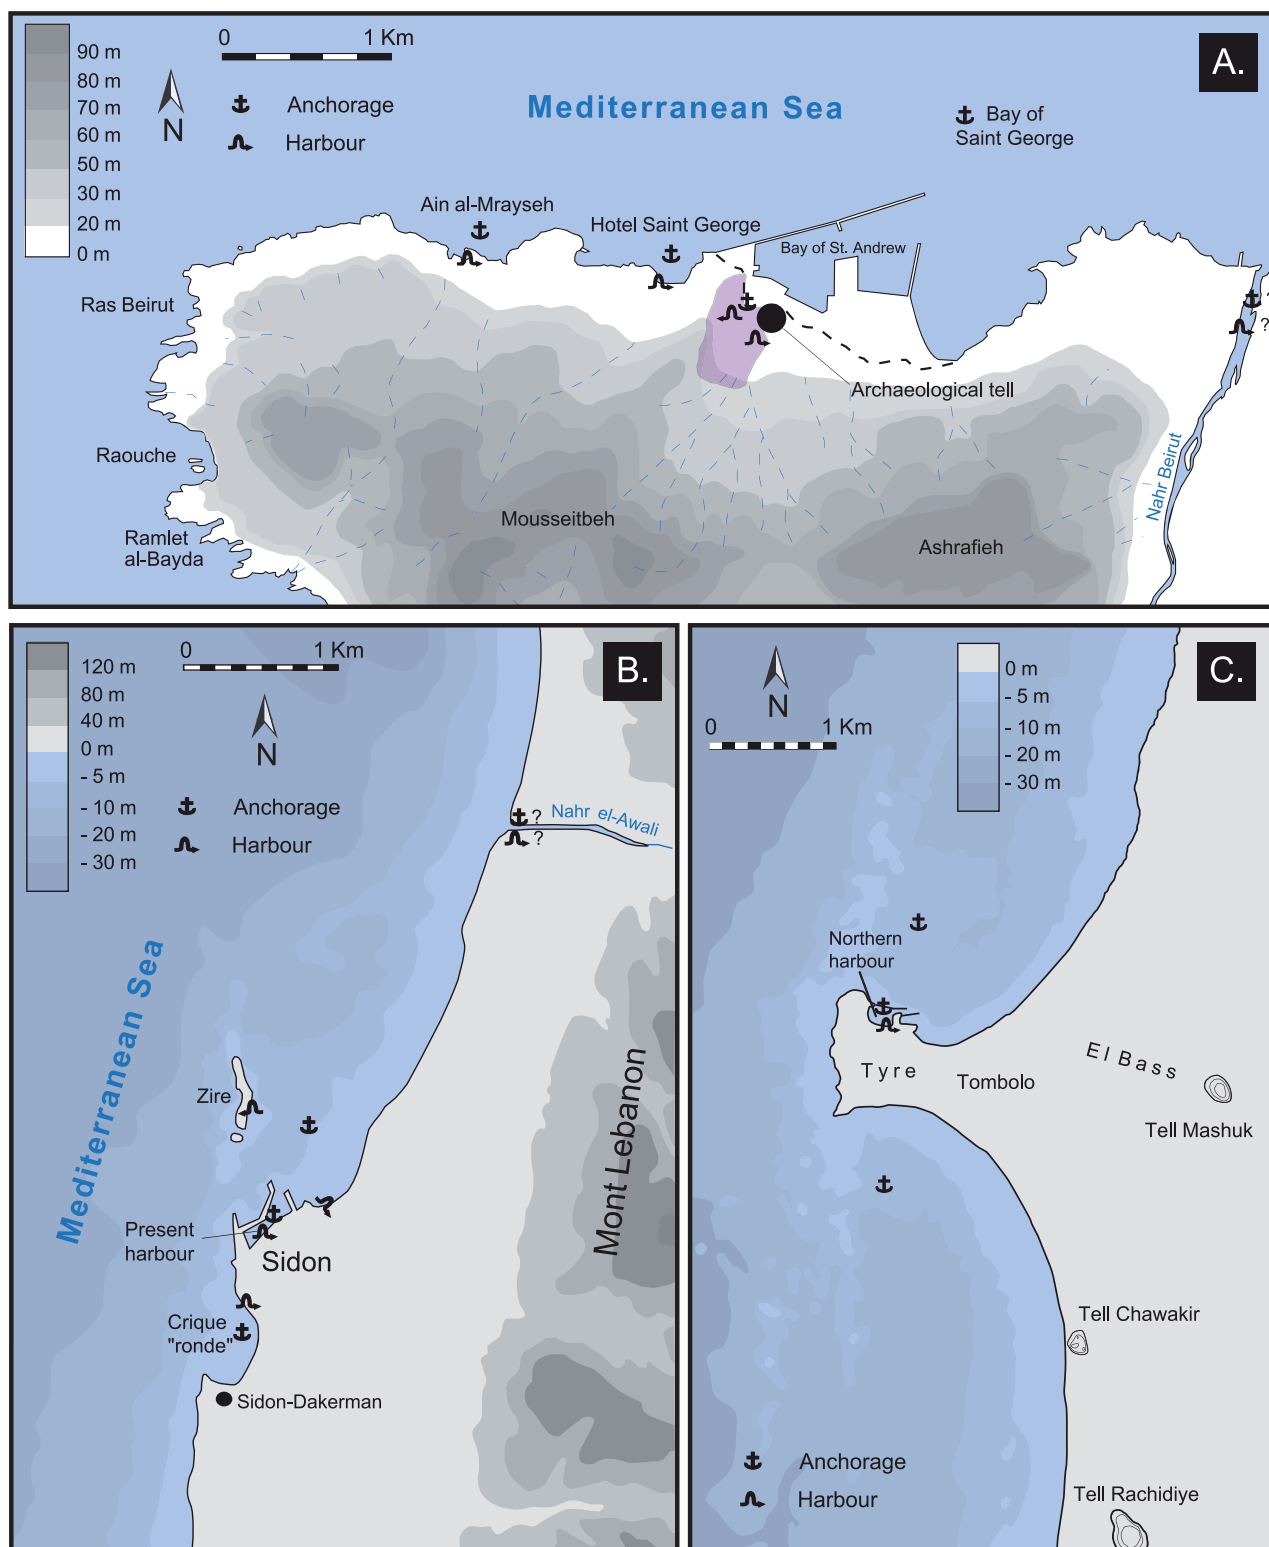 A.
0 1 Km
90 m
80 m
70 m
60 m
50 m
30 m
20 m
0 m
N
Anchorage
Harbour
Mediterranean Sea
Bay of
Saint George
Ain al-Mrayseh
Hotel Saint George
Bay of St. Andrew
Ras Beirut
?
?
Archaeological tell
Raouche
Nahr Beirut
Mousseitbeh
Ramlet
al-Bayda
Ashrafieh
B.
0 1 Km
120 m
80 m
40 m
0 m
- 5 m
- 10 m
- 20 m
- 30 m
N
Anchorage
Harbour
Nahr el-Awali
?
?
Mediterranean Sea
Zire
Mont Lebanon
Present
harbour
Sidon
Crique
"ronde"
Sidon-Dakerman
C.
0 m
- 5 m
- 10 m
- 20 m
- 30 m
N
0 1 Km
Northern
harbour
Tyre
Tombolo
El Bass
Tell Mashuk
Tell Chawakir
Anchorage
Harbour
Tell Rachidiye